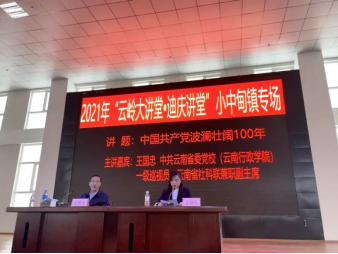 2021年“云岭大讲堂•迪庆讲堂”小中甸镇专场
讲 题：中国共产党波澜壮阔100年
主讲嘉宾：王国忠 中共云南省委党校（云南行政学院）
一级巡视员、云南省社科联兼职副主席